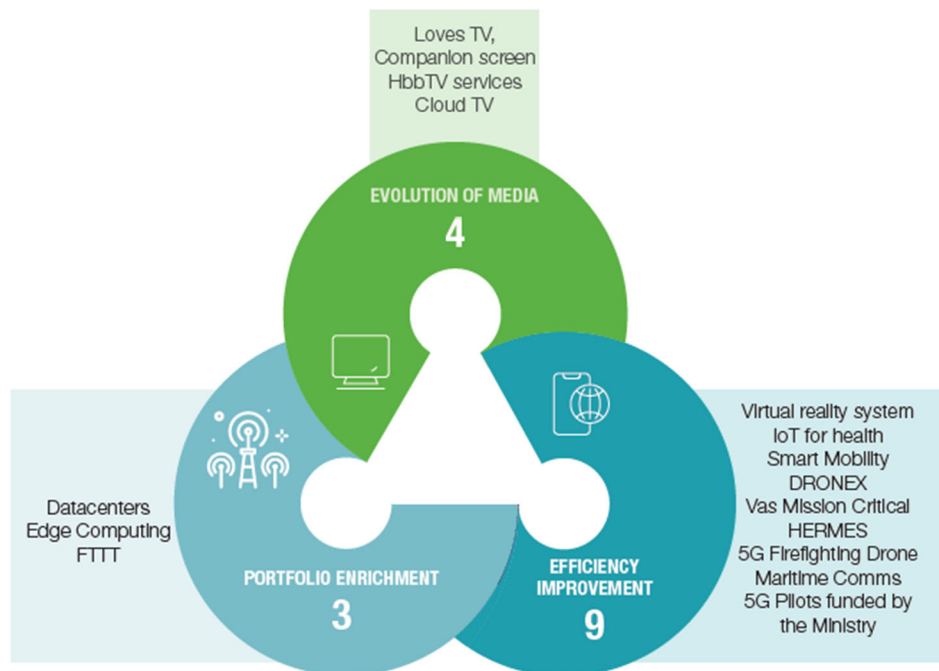 Loves TV,
Companion screen
HbbTV services
Cloud TV
EVOLUTION OF MEDIA
4
Datacenters
Edge Computing
FTTT
PORTFOLIO ENRICHMENT
3
EFFICIENCY
IMPROVEMENT
9
Virtual reality system
IoT for health
Smart Mobility
DRONEX
Vas Mission Critical
HERMES
5G Firefighting Drone
Maritime Comms
5G Pilots funded by
the Ministry